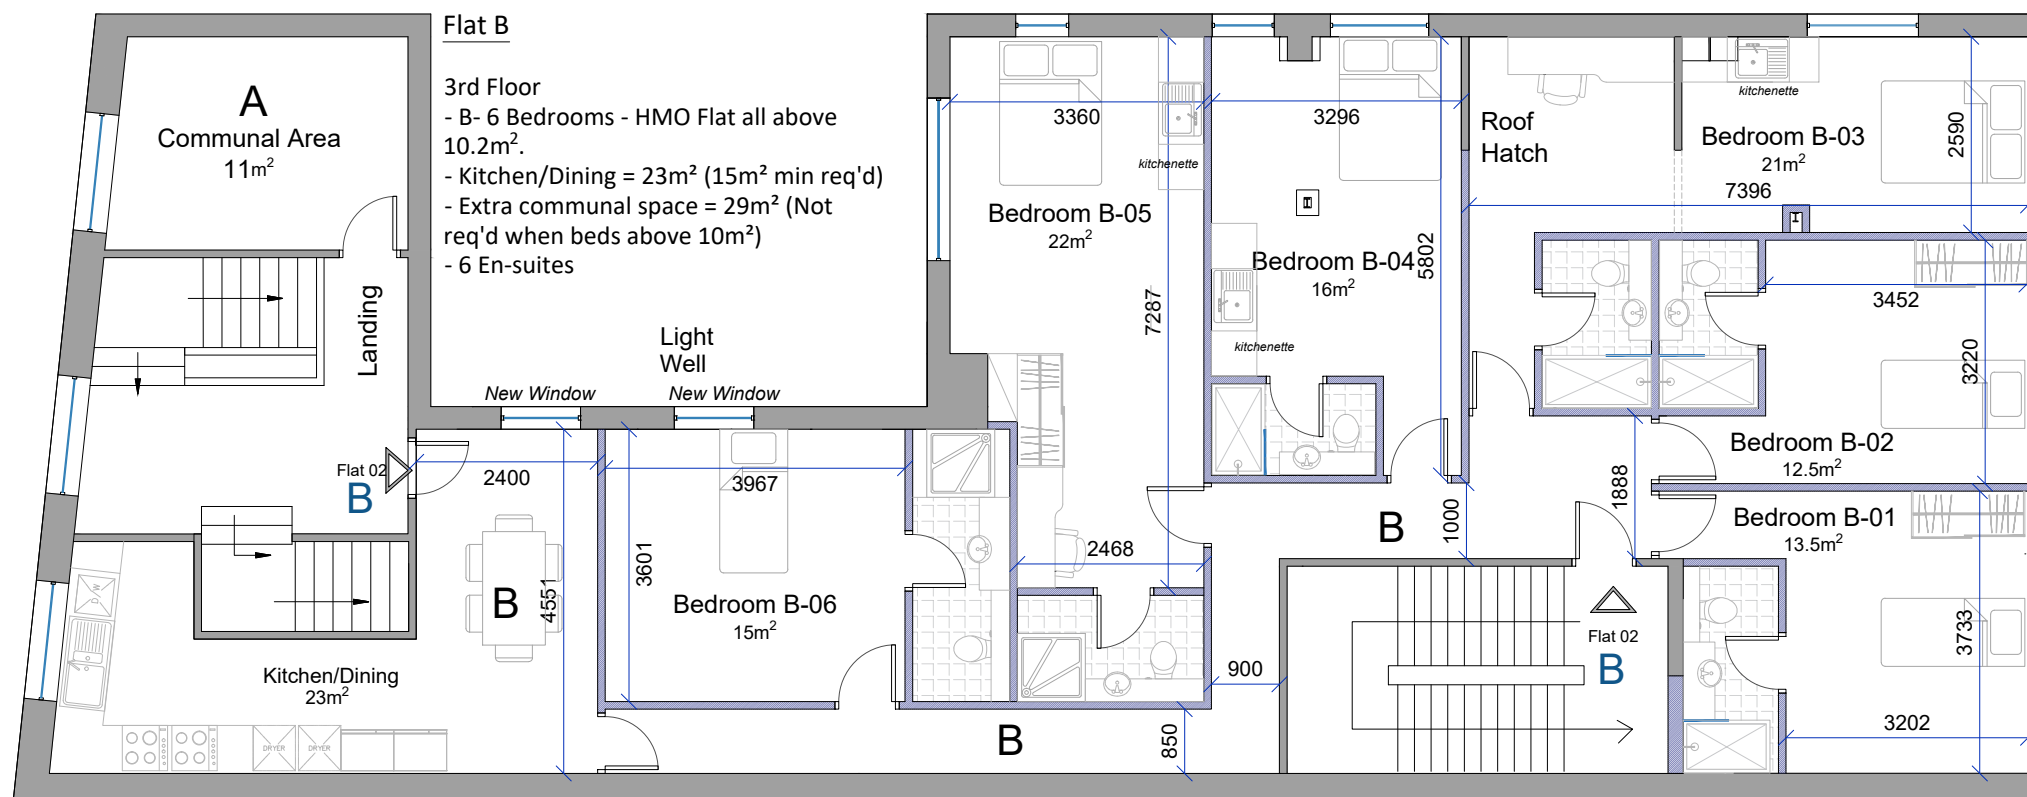 Flat B
3rd Floor
- B- 6 Bedrooms - HMO Flat all above
10.2m².
- Kitchen/Dining = 23m² (15m² min req'd)
- Extra communal space = 29m² (Not
req'd when beds above 10m²)
- 6 En-suites
A
Communal Area
11m²
Landing
Light
Well
New Window
New Window
Flat 02
B
2400
3967
3601
4551
B
Bedroom B-06
15m²
Kitchen/Dining
23m²
D/W
DRYER
DRYER
3360
kitchenette
Bedroom B-05
22m²
7287
2468
3296
Bedroom B-04
16m²
5802
kitchenette
Roof
Hatch
kitchenette
Bedroom B-03
21m²
2590
7396
3452
3220
Bedroom B-02
12.5m²
1888
1000
B
Bedroom B-01
13.5m²
3733
3202
Flat 02
B
900
850
B